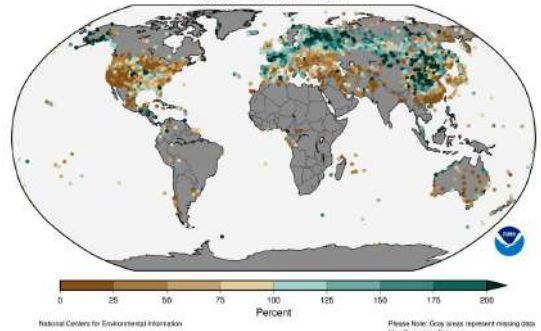 0 25 50 75 100 125 150 175 200
Percent
National Centers for Environmental Information
Please Note: Gray areas represent missing data